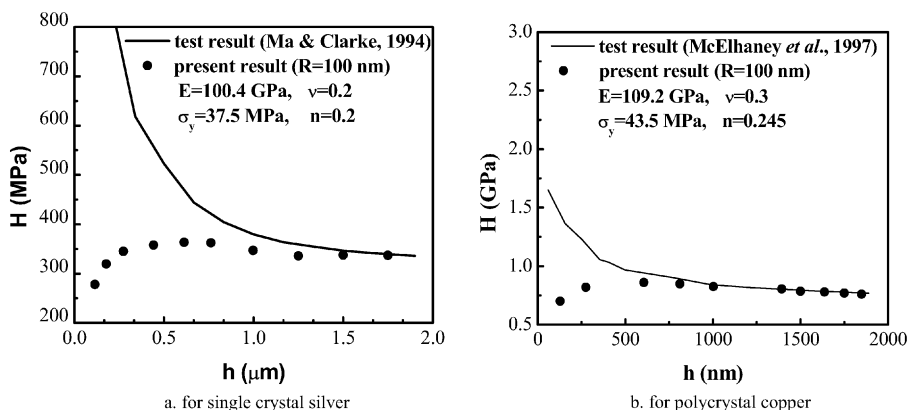 800
700
600
500
400
300
200
H (MPa)
test result (Ma & Clarke, 1994)
present result (R=100 nm)
E=100.4 GPa, ν=0.2
σy=37.5 MPa, n=0.2
0.0 0.5 1.0 1.5 2.0
h (μm)
a. for single crystal silver
3.0
2.5
2.0
1.5
1.0
0.5
H (GPa)
test result (McElhaney et al., 1997)
present result (R=100 nm)
E=109.2 GPa, ν=0.3
σy=43.5 MPa, n=0.245
0 500 1000 1500 2000
h (nm)
b. for polycrystal copper